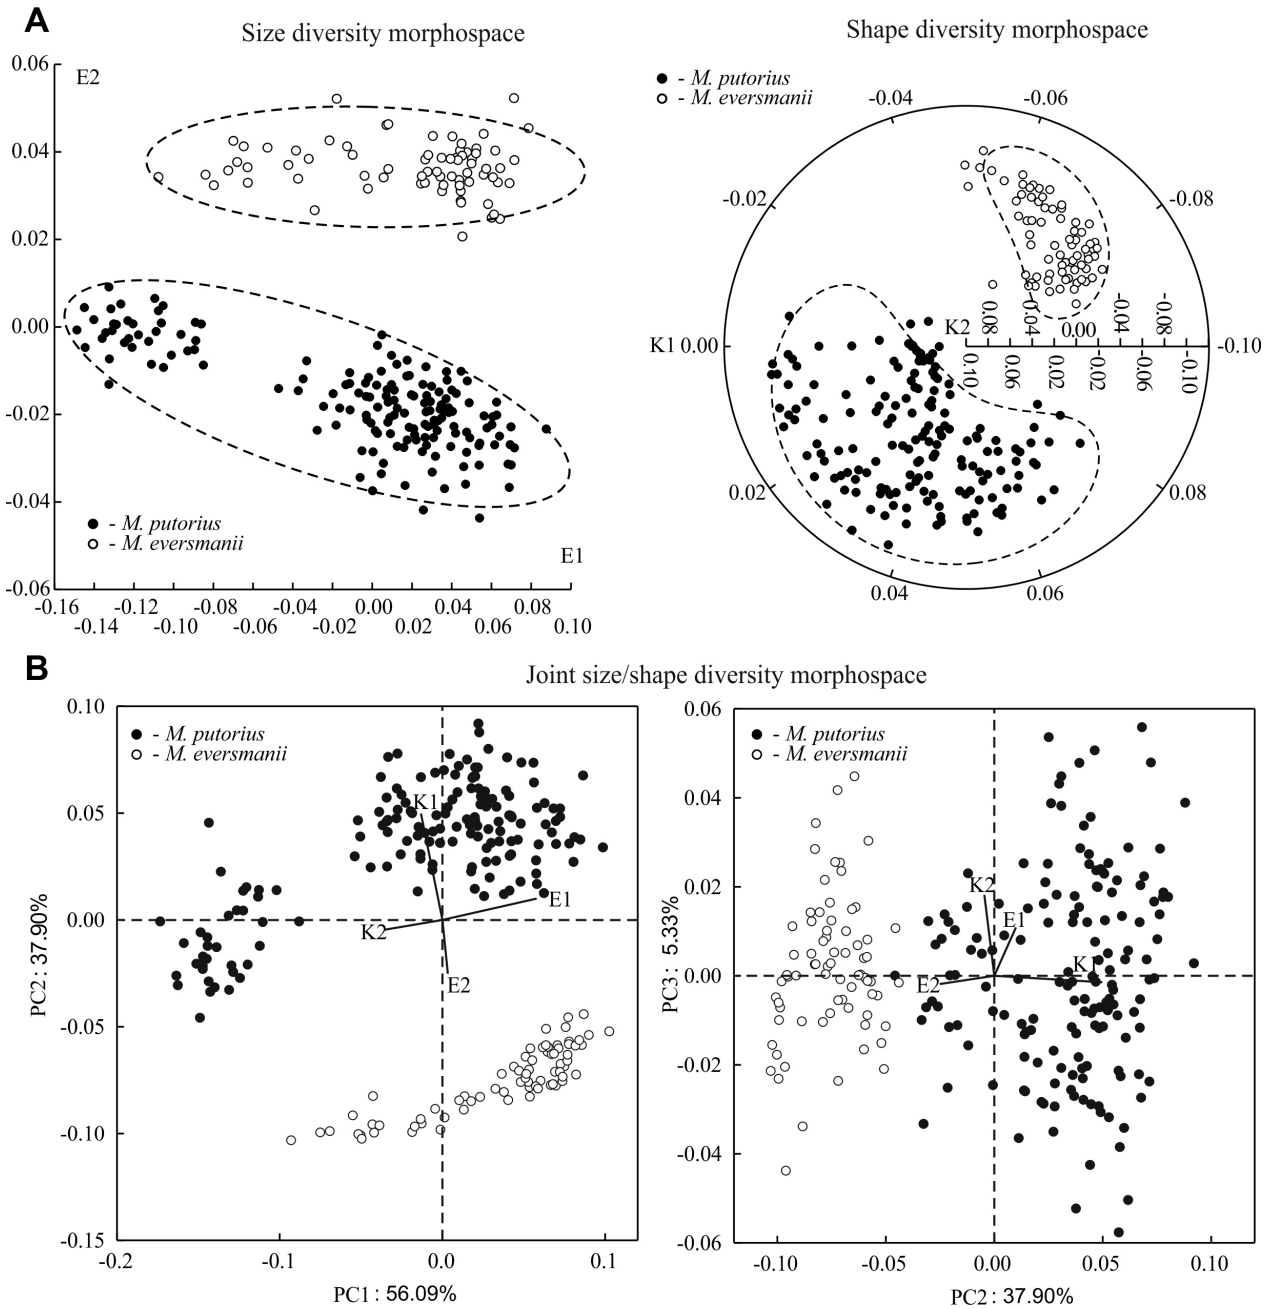 A
Size diversity morphospace
Shape diversity morphospace
0.06
E2
0.04
0.02
0.00
-0.02
-0.04
-0.06
- M. putorius
- M. eversmanii
E1
-0.16 -0.12 -0.08 -0.04 0.00 0.04 0.08
-0.14 -0.10 -0.06 -0.02 0.02 0.06 0.10
- M. putorius
- M. eversmanii
-0.04
-0.06
-0.02
-0.08
K1 0.00
K2
-0.10
0.08 0.04 0.00 -0.04 -0.08
0.10 0.06 0.02 0.02 0.06 0.10
0.02
0.08
0.04
0.06
B
Joint size/shape diversity morphospace
0.10
- M. putorius
- M. eversmanii
0.05
0.00
-0.05
-0.10
-0.15
PC2 : 37.90%
K1
E1
K2
E2
-0.2 -0.1 0.0 0.1
PC1 : 56.09%
0.06
- M. putorius
- M. eversmanii
0.04
0.02
0.00
-0.02
-0.04
-0.06
PC3 : 5.33%
K2
E1
K1
E2
-0.10 -0.05 0.00 0.05 0.10
PC2 : 37.90%